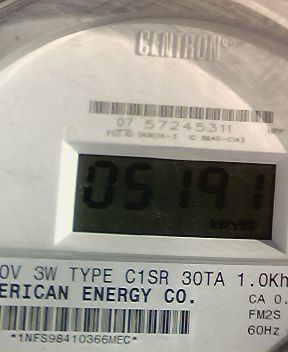 CENTRON®
07 57245311
05191
0V 3W TYPE C1SR 30TA 1.0Kh
ERICAN ENERGY CO.
CA 0.
FM2S
60Hz
*1NFS98410366MEC*